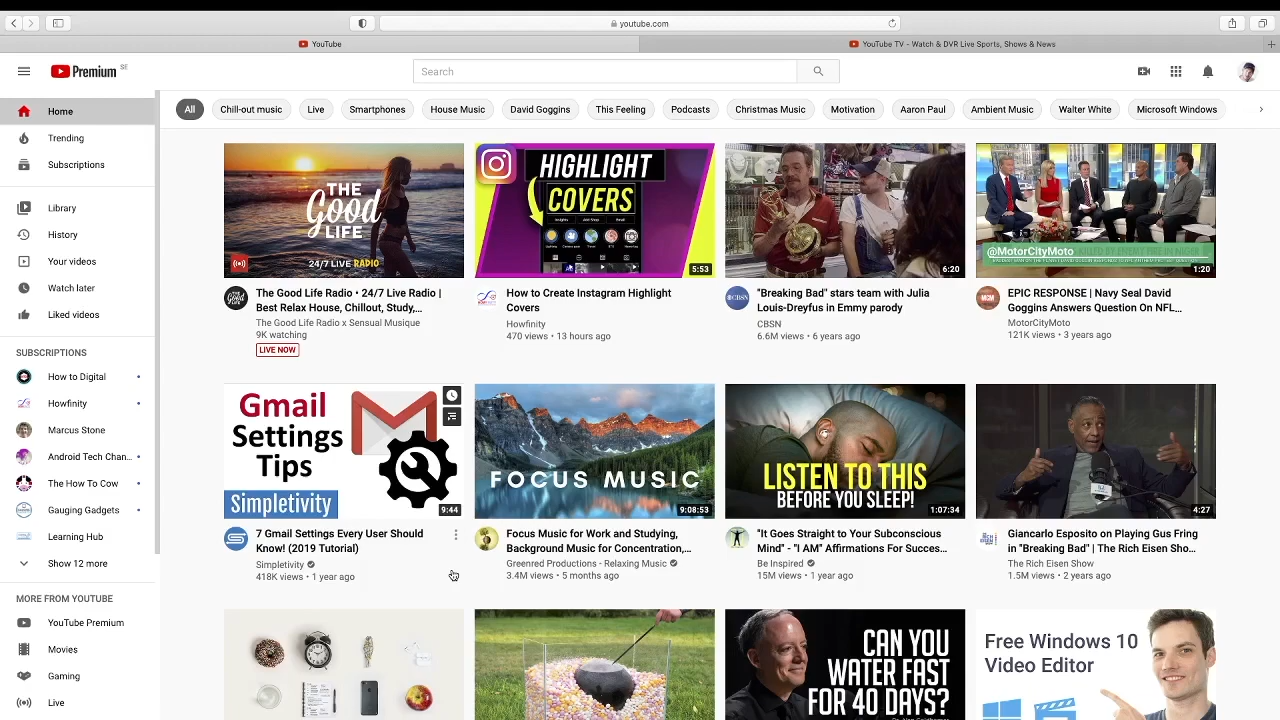 youtube.com
YouTube
YouTube TV - Watch & DVR Live Sports, Shows & News
Premium SE
Search
Home
Trending
Subscriptions
Library
History
Your videos
Watch later
Liked videos
SUBSCRIPTIONS
How to Digital
Howfinity
Marcus Stone
Android Tech Chan...
The How To Cow
Gauging Gadgets
Learning Hub
Show 12 more
MORE FROM YOUTUBE
YouTube Premium
Movies
Gaming
Live
All
Chill-out music
Live
Smartphones
House Music
David Goggins
This Feeling
Podcasts
Christmas Music
Motivation
Aaron Paul
Ambient Music
Walter White
Microsoft Windows
THE
Good
LIFE
24/7 LIVE RADIO
The Good Life Radio • 24/7 Live Radio |
Best Relax House, Chillout, Study,...
The Good Life Radio x Sensual Musique
9K watching
LIVE NOW
HIGHLIGHT
COVERS
5:53
How to Create Instagram Highlight
Covers
Howfinity
470 views • 13 hours ago
6:20
CBSN
"Breaking Bad" stars team with Julia
Louis-Dreyfus in Emmy parody
CBSN
6.6M views • 6 years ago
@MotorCityMoto
1:20
MCM
EPIC RESPONSE | Navy Seal David
Goggins Answers Question On NFL...
MotorCityMoto
121K views • 3 years ago
Gmail
Settings
Tips
Simpletivity
9:44
7 Gmail Settings Every User Should
Know! (2019 Tutorial)
Simpletivity
418K views • 1 year ago
FOCUS MUSIC
9:08:53
Focus Music for Work and Studying,
Background Music for Concentration,...
Greenred Productions - Relaxing Music
3.4M views • 5 months ago
LISTEN TO THIS
BEFORE YOU SLEEP!
1:07:34
"It Goes Straight to Your Subconscious
Mind" - "I AM" Affirmations For Succes...
Be Inspired
15M views • 1 year ago
4:27
Giancarlo Esposito on Playing Gus Fring
in "Breaking Bad" | The Rich Eisen Sho...
The Rich Eisen Show
1.5M views • 2 years ago
CAN YOU
WATER FAST
FOR 40 DAYS?
Free Windows 10
Video Editor